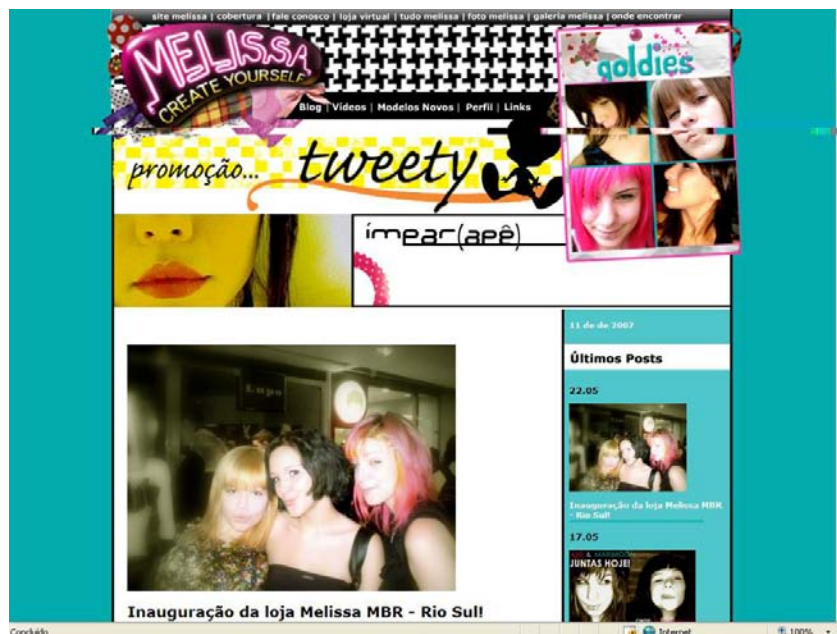 site melissa | cobertura | fale conosco | loja virtual | tudo melissa | foto melissa | galeria melissa | onde encontrar
MELISSA
CREATE YOURSELF
goldies
Blog | Vídeos | Modelos Novos | Perfil | Links
promoção... tweety
ímpar(apê)
11 de de 2007
Últimos Posts
22.05
Inauguração da loja Melissa MBR
- Rio Sul!
17.05
JUNTAS HOJE!
Inauguração da loja Melissa MBR - Rio Sul!
Concluído
Internet
100%